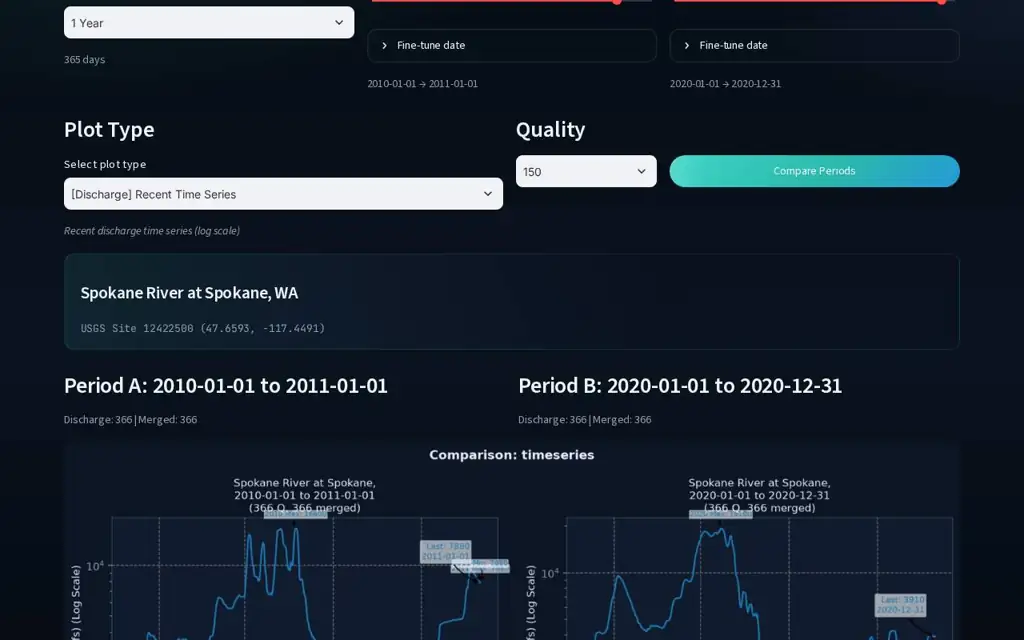 1 Year
365 days
Fine-tune date
Fine-tune date
2010-01-01 → 2011-01-01
2020-01-01 → 2020-12-31
Plot Type
Quality
Select plot type
[Discharge] Recent Time Series
150
Compare Periods
Recent discharge time series (log scale)
Spokane River at Spokane, WA
USGS Site 12422500 (47.6593, -117.4491)
Period A: 2010-01-01 to 2011-01-01
Period B: 2020-01-01 to 2020-12-31
Discharge: 366 | Merged: 366
Discharge: 366 | Merged: 366
Comparison: timeseries
Spokane River at Spokane,
2010-01-01 to 2011-01-01
(366 Q, 366 merged)
Spokane River at Spokane,
2020-01-01 to 2020-12-31
(366 Q, 366 merged)
Last: 7880
2011-01-01
10⁴
fs) (Log Scale)
10⁴
Last: 3910
2020-12-31
fs) (Log Scale)